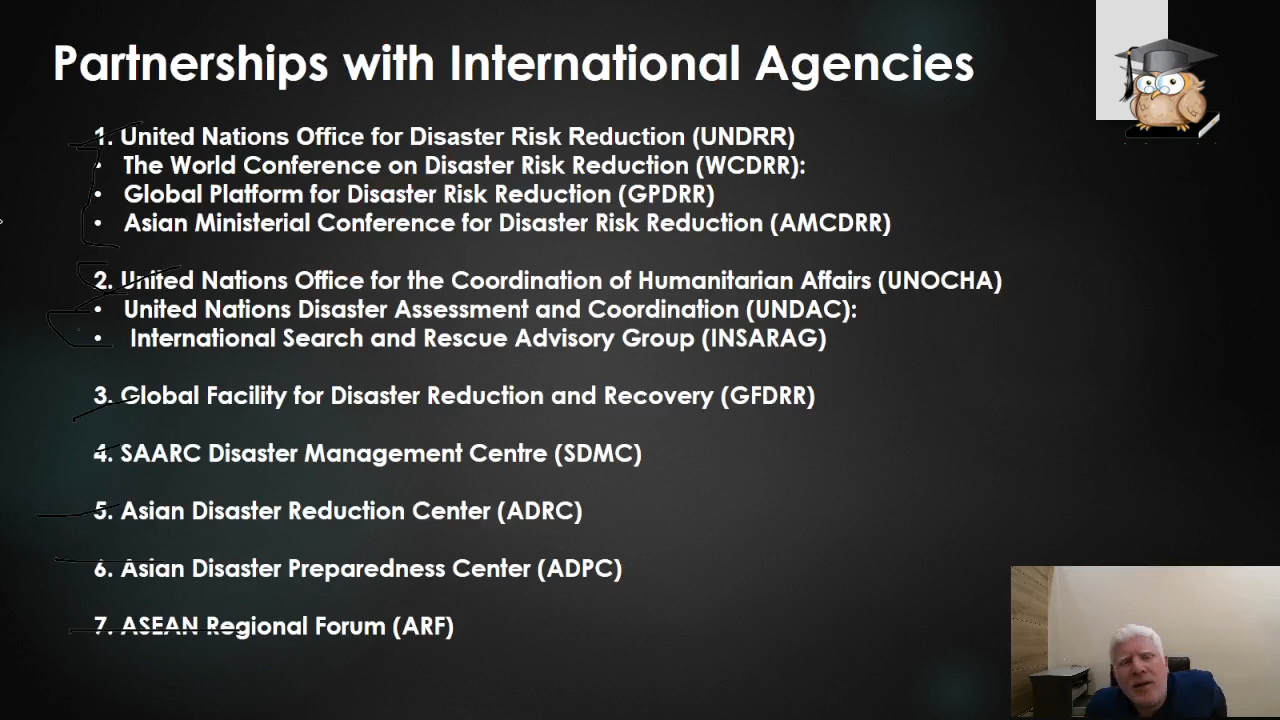 Partnerships with International Agencies
1. United Nations Office for Disaster Risk Reduction (UNDRR)
• The World Conference on Disaster Risk Reduction (WCDRR):
• Global Platform for Disaster Risk Reduction (GPDRR)
• Asian Ministerial Conference for Disaster Risk Reduction (AMCDRR)
2. United Nations Office for the Coordination of Humanitarian Affairs (UNOCHA)
• United Nations Disaster Assessment and Coordination (UNDAC):
• International Search and Rescue Advisory Group (INSARAG)
3. Global Facility for Disaster Reduction and Recovery (GFDRR)
4. SAARC Disaster Management Centre (SDMC)
5. Asian Disaster Reduction Center (ADRC)
6. Asian Disaster Preparedness Center (ADPC)
7. ASEAN Regional Forum (ARF)